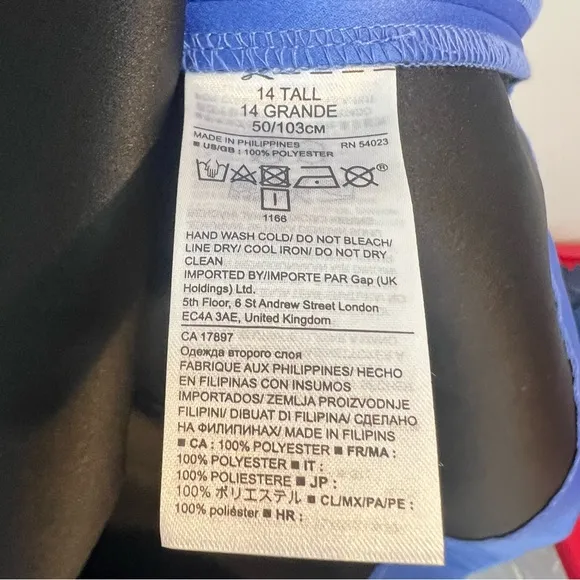 14 TALL
14 GRANDE
50/103CM
MADE IN PHILIPPINES RN 54023
■ US/GB : 100% POLYESTER
1166
HAND WASH COLD/ DO NOT BLEACH/
LINE DRY/ COOL IRON/ DO NOT DRY
CLEAN
IMPORTED BY/IMPORTE PAR Gap (UK
Holdings) Ltd.
5th Floor, 6 St Andrew Street London
EC4A 3AE, United Kingdom
CA 17897
Одежда второго слоя
FABRIQUE AUX PHILIPPINES/ HECHO
EN FILIPINAS CON INSUMOS
IMPORTADOS/ ZEMLJA PROIZVODNJE
FILIPINI/ DIBUAT DI FILIPINA/ СДЕЛАНО
НА ФИЛИПИНАХ/ MADE IN FILIPINS
■ CA : 100% POLYESTER ■ FR/MA :
100% POLYESTER ■ IT :
100% POLIESTERE ■ JP :
100% ポリエステル ■ CL/MX/PA/PE :
100% poliéster ■ HR :